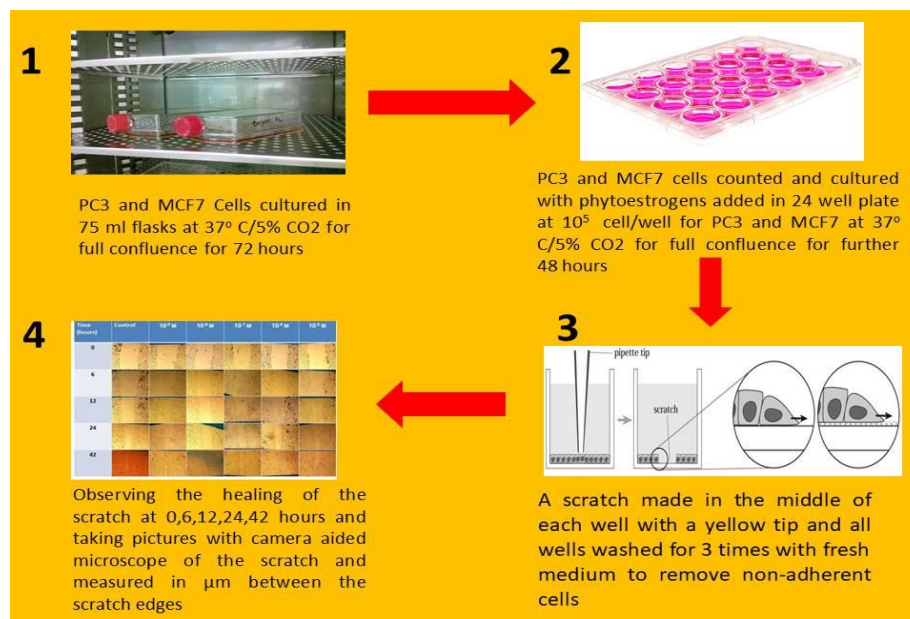 1
PC3 and MCF7 Cells cultured in
75 ml flasks at 37º C/5% CO2 for
full confluence for 72 hours
2
PC3 and MCF7 cells counted and cultured
with phytoestrogens added in 24 well plate
at 10⁵ cell/well for PC3 and MCF7 at 37º
C/5% CO2 for full confluence for further
48 hours
3
pipette tip
scratch
A scratch made in the middle of
each well with a yellow tip and all
wells washed for 3 times with fresh
medium to remove non-adherent
cells
4
Time (hours) Control 10⁻⁷ M
0
6
12
24
42
Observing the healing of the
scratch at 0,6,12,24,42 hours and
taking pictures with camera aided
microscope of the scratch and
measured in µm between the
scratch edges